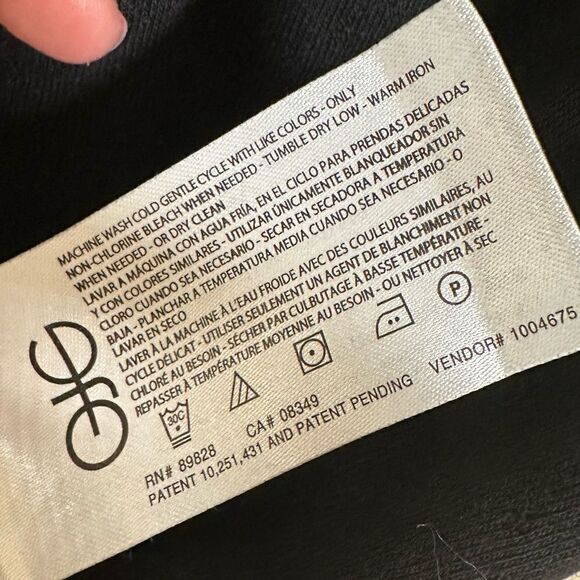 MACHINE WASH COLD GENTLE CYCLE WITH LIKE COLORS - ONLY
NON-CHLORINE BLEACH WHEN NEEDED - TUMBLE DRY LOW - WARM IRON
WHEN NEEDED - OR DRY CLEAN
LAVAR A MÁQUINA CON AGUA FRÍA, EN EL CICLO PARA PRENDAS DELICADAS
Y CON COLORES SIMILARES - UTILIZAR ÚNICAMENTE BLANQUEADOR SIN
CLORO CUANDO SEA NECESARIO - SECAR EN SECADORA A TEMPERATURA
BAJA - PLANCHAR A TEMPERATURA MEDIA CUANDO SEA NECESARIO - O
LAVAR EN SECO
LAVER À LA MACHINE À L'EAU FROIDE AVEC DES COULEURS SIMILAIRES, AU
CYCLE DÉLICAT - UTILISER SEULEMENT UN AGENT DE BLANCHIMENT NON
CHLORÉ AU BESOIN - SÉCHER PAR CULBUTAGE À BASSE TEMPÉRATURE -
REPASSER À TEMPÉRATURE MOYENNE AU BESOIN - OU NETTOYER À SEC
30C P
RN# 89828 CA# 08349
PATENT 10,251,431 AND PATENT PENDING VENDOR# 1004675